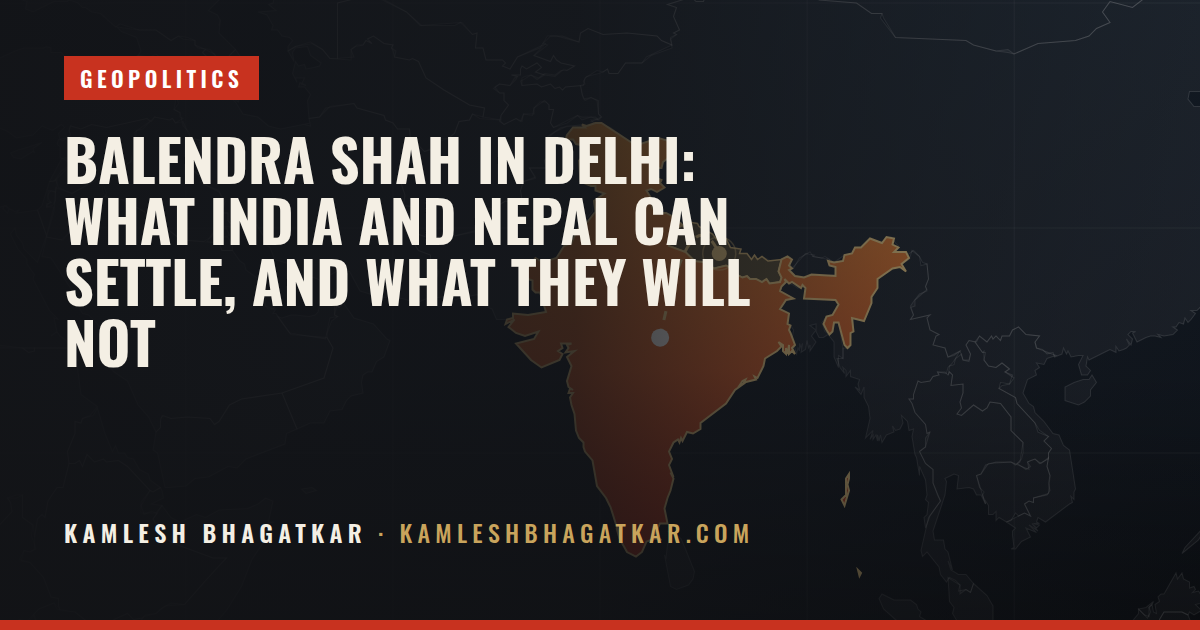 GEOPOLITICS
BALENDRA SHAH IN DELHI:
WHAT INDIA AND NEPAL CAN
SETTLE, AND WHAT THEY WILL
NOT
KAMLESH BHAGATKAR · KAMLESHBHAGATKAR.COM